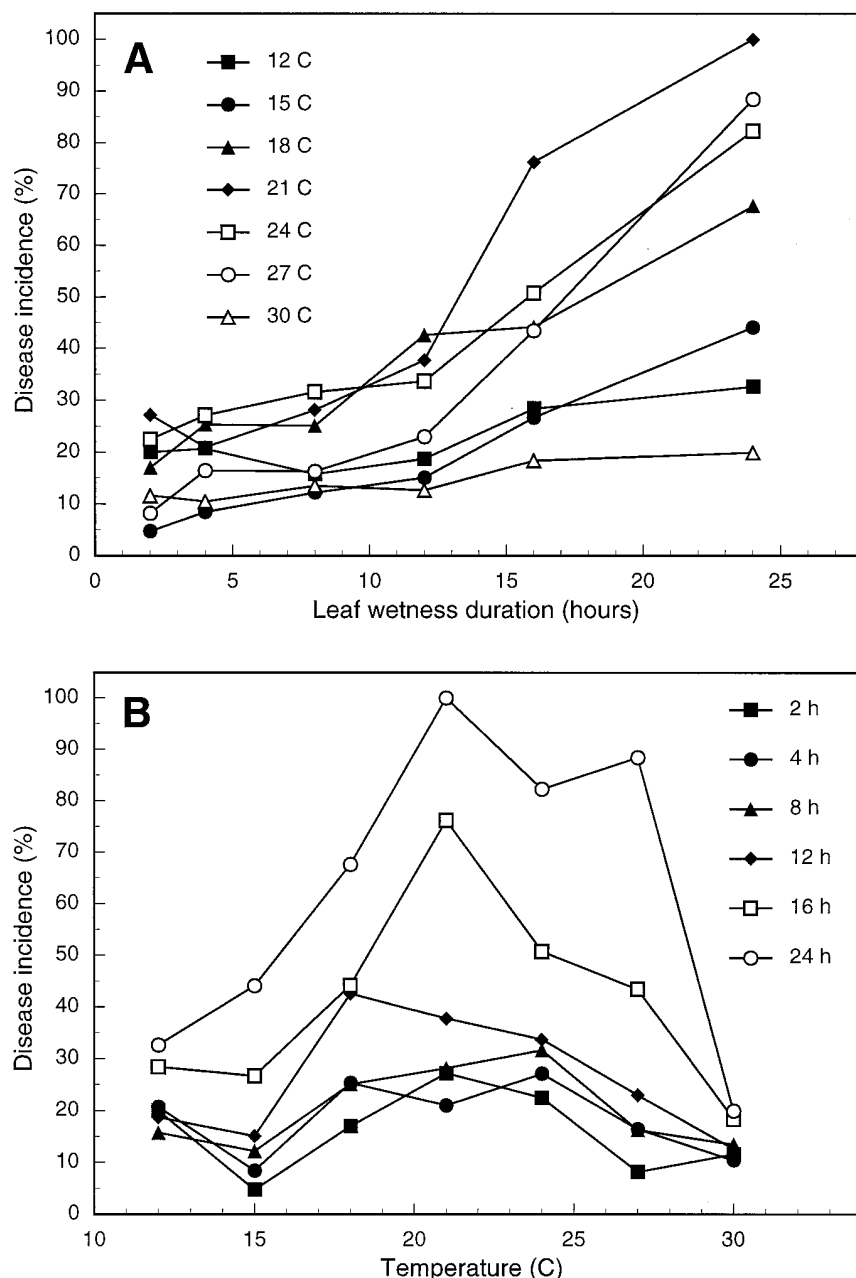 A
12 C
15 C
18 C
21 C
24 C
27 C
30 C
Disease incidence (%)
100
90
80
70
60
50
40
30
20
10
0
0 5 10 15 20 25
Leaf wetness duration (hours)
B
2 h
4 h
8 h
12 h
16 h
24 h
Disease incidence (%)
100
90
80
70
60
50
40
30
20
10
0
10 15 20 25 30
Temperature (C)